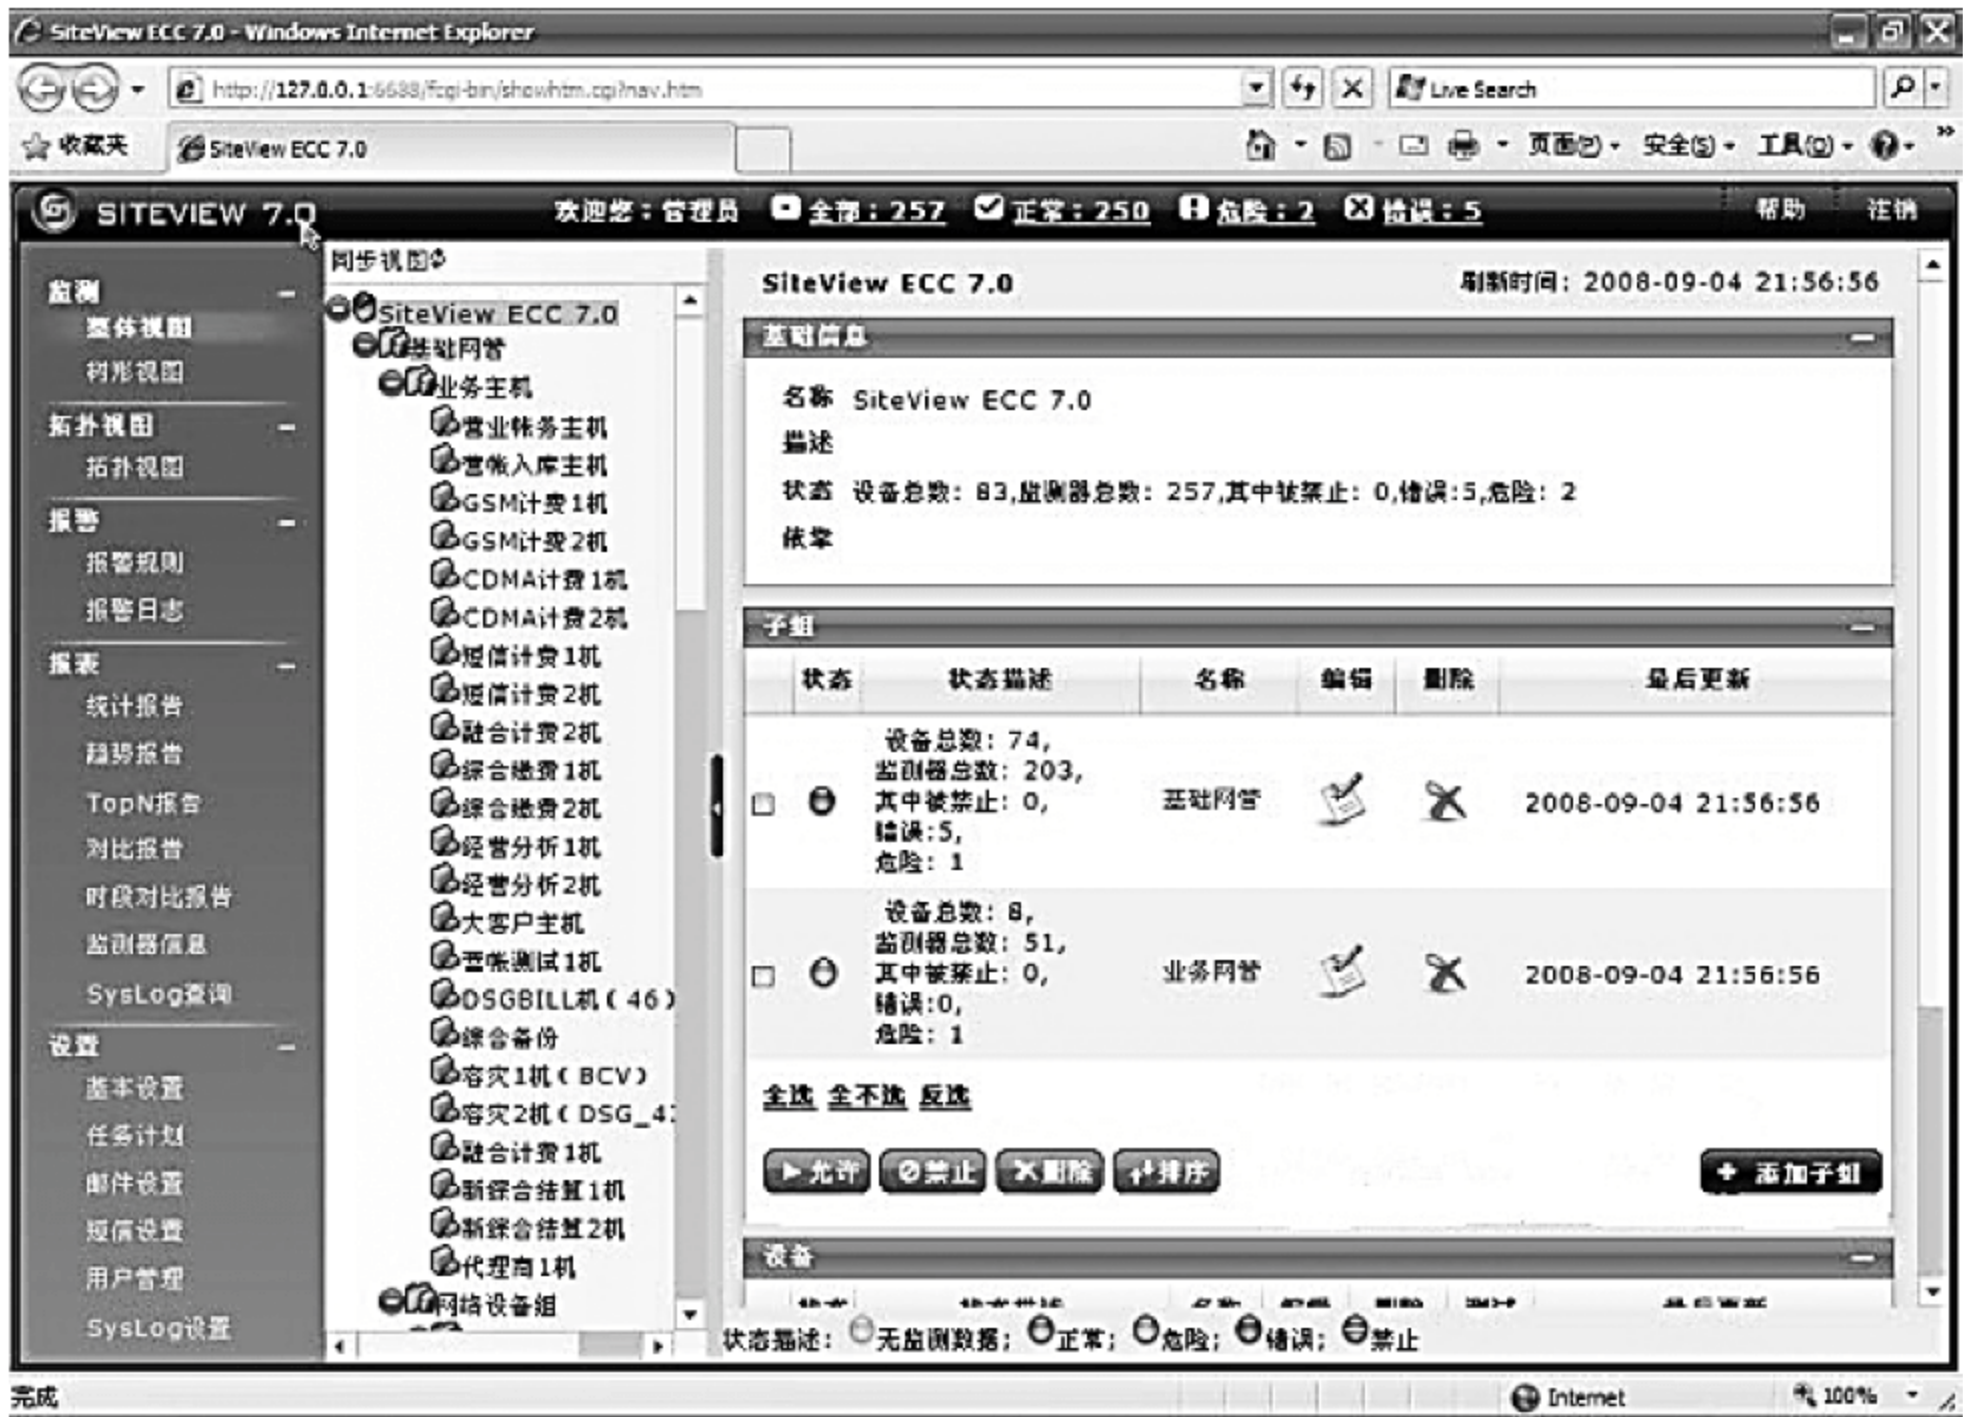 SiteView ECC 7.0 - Windows Internet Explorer
http://127.0.0.1:6688/fcgi-bin/showhtm.cgi?nav.htm
Live Search
收藏夹
SiteView ECC 7.0
页面(P)
安全(S)
工具(O)
SITEVIEW 7.0
欢迎您：管理员
全部：257
正常：250
危险：2
错误：5
帮助
注销
监测
整体视图
树形视图
拓扑视图
拓扑视图
报警
报警规则
报警日志
报表
统计报告
趋势报告
TopN报告
对比报告
时段对比报告
监测器信息
SysLog查询
设置
基本设置
任务计划
邮件设置
短信设置
用户管理
SysLog设置
同步视图
SiteView ECC 7.0
基础网管
业务主机
营业帐务主机
营帐入库主机
GSM计费1机
GSM计费2机
CDMA计费1机
CDMA计费2机
短信计费1机
短信计费2机
融合计费2机
综合缴费1机
综合缴费2机
经营分析1机
经营分析2机
大客户主机
营帐测试1机
DSGBILL机(46)
综合备份
容灾1机(BCV)
容灾2机(DSG_4
融合计费1机
新综合结算1机
新综合结算2机
代理商1机
网络设备组
SiteView ECC 7.0
刷新时间: 2008-09-04 21:56:56
基础信息
名称 SiteView ECC 7.0
描述
状态 设备总数: 83,监测器总数: 257,其中被禁止: 0,错误:5,危险: 2
依靠
子组
状态 状态描述 名称 编辑 删除 最后更新
设备总数: 74,
监测器总数: 203,
其中被禁止: 0,
错误:5,
危险: 1
基础网管
2008-09-04 21:56:56
设备总数: 8,
监测器总数: 51,
其中被禁止: 0,
错误:0,
危险: 1
业务网管
2008-09-04 21:56:56
全选 全不选 反选
允许 禁止 删除 排序
添加子组
设备
状态 状态描述 名称 编辑 删除 测试 最后更新
状态描述: 无监测数据; 正常; 危险; 错误; 禁止
完成
Internet
100%